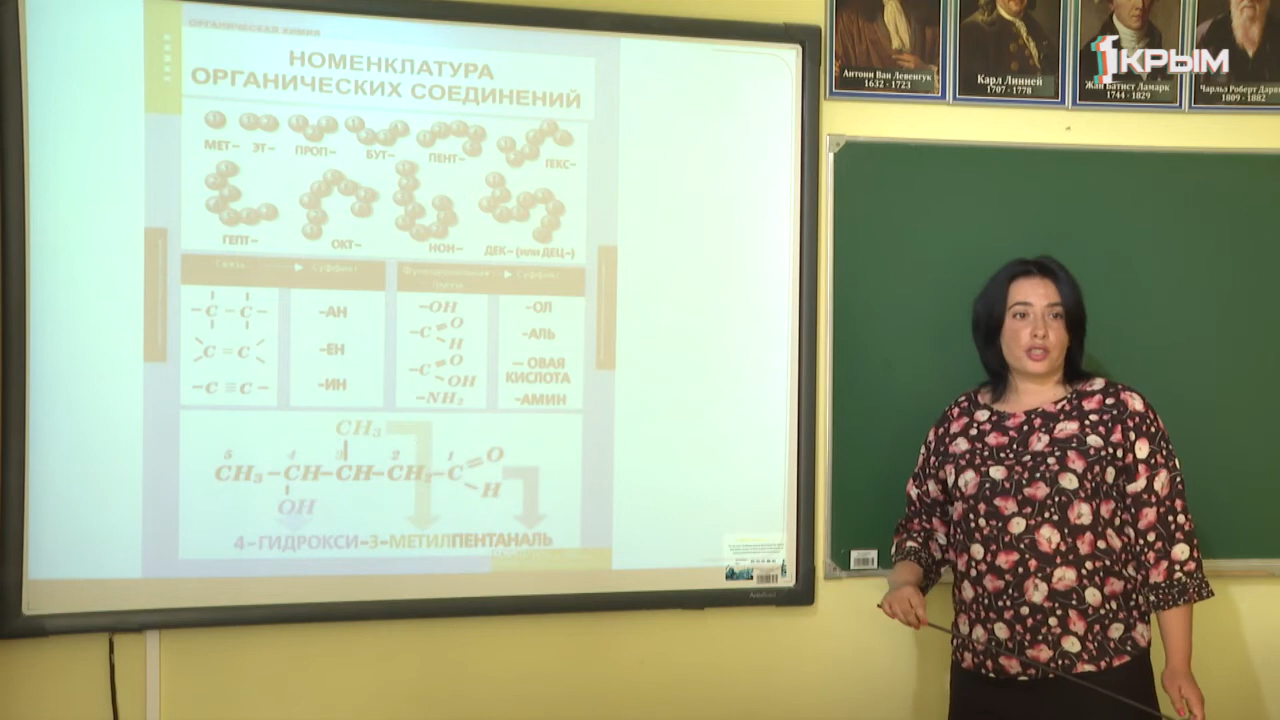 ОРГАНИЧЕСКАЯ ХИМИЯ
НОМЕНКЛАТУРА
ОРГАНИЧЕСКИХ СОЕДИНЕНИЙ
МЕТ– ЭТ– ПРОП– БУТ– ПЕНТ– ГЕКС–
ГЕПТ– ОКТ– НОН– ДЕК– (или ДЕЦ–)
Связь Суффикс Функциональная Суффикс
группа
–C–C– –АН –OH –ОЛ
–C=O H –АЛЬ
C=C –ЕН –C=O OH –ОВАЯ
КИСЛОТА
–C≡C– –ИН –NH₂ –АМИН
CH₃
5 4 3 2 1
CH₃–CH–CH–CH₂–C=O H
OH
4–ГИДРОКСИ–3–МЕТИЛПЕНТАНАЛЬ
Антони Ван Левенгук
1632 - 1723
Карл Линней
1707 - 1778
Жан Батист Ламарк
1744 - 1829
Чарльз Роберт Дарв
1809 - 1882
1КРЫМ